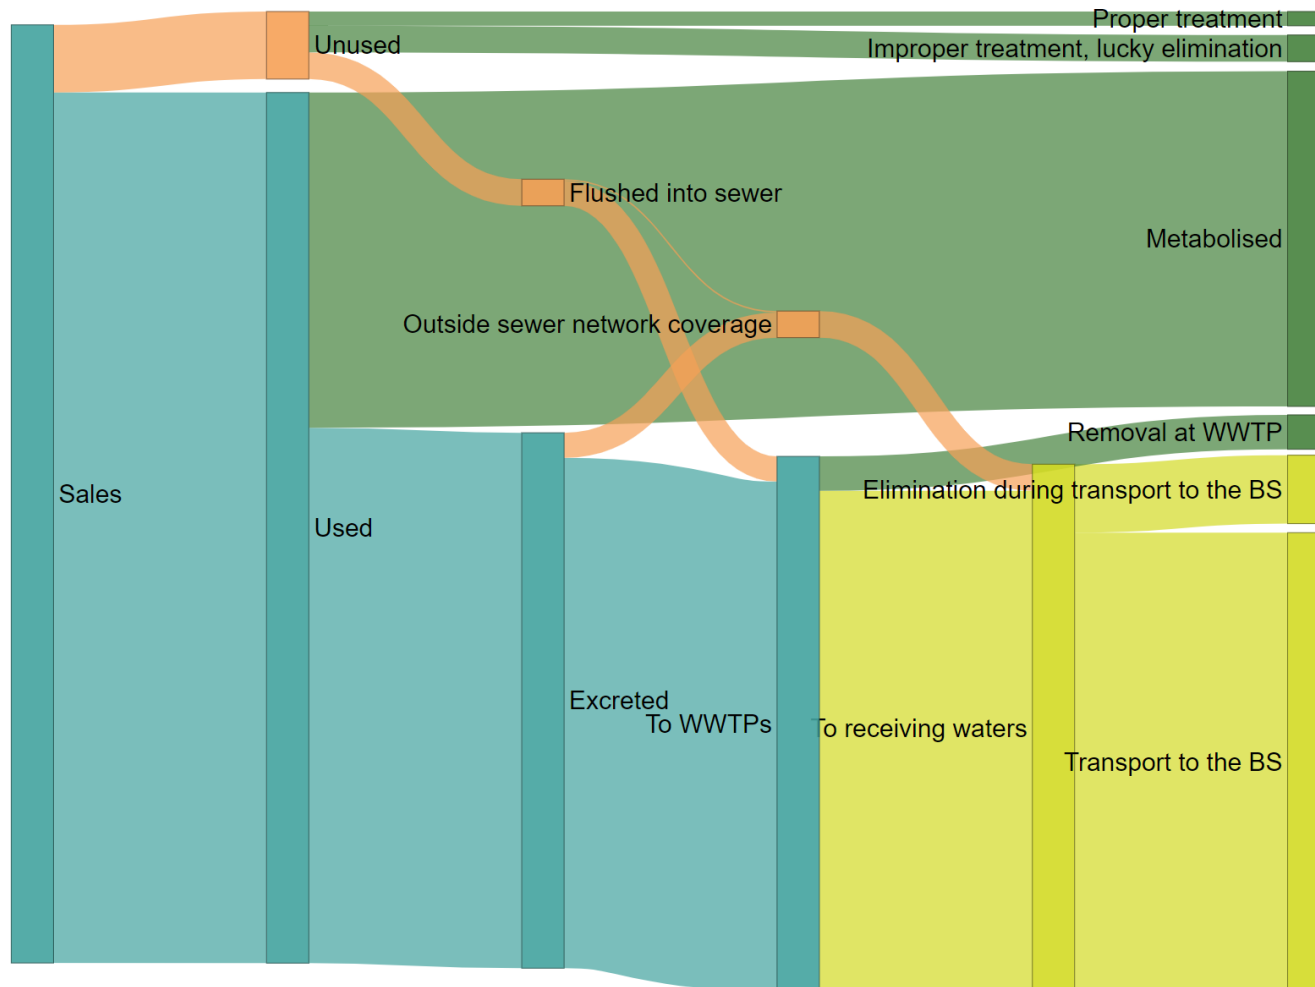 Proper treatment
Unused
Improper treatment, lucky elimination
Flushed into sewer
Metabolised
Outside sewer network coverage
Removal at WWTP
Sales
Elimination during transport to the BS
Used
Excreted
To WWTPs
To receiving waters
Transport to the BS